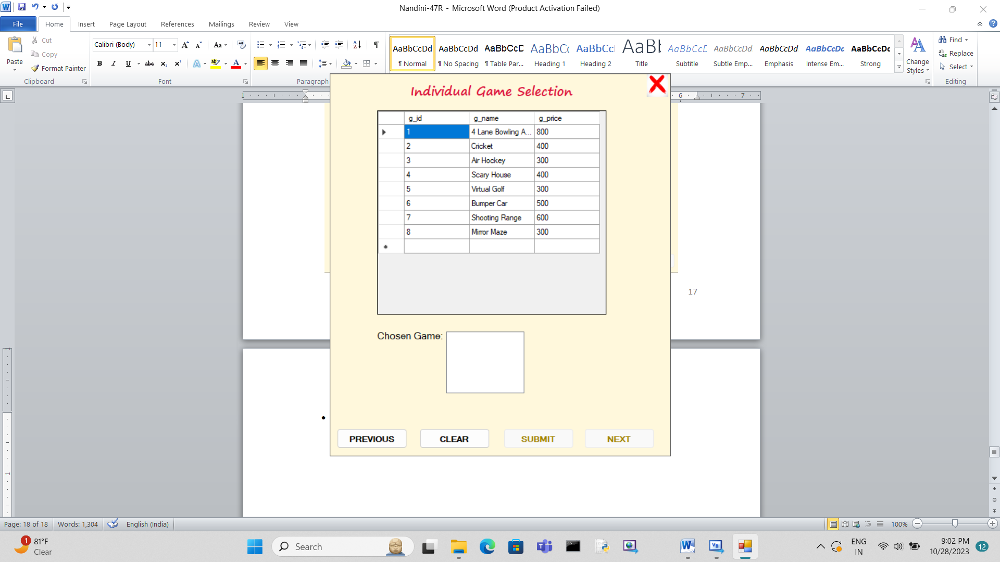 Nandini-47R - Microsoft Word (Product Activation Failed)
File Home Insert Page Layout References Mailings Review View
Paste
Cut
Copy
Format Painter
Clipboard
Calibri (Body) 11
Font
Paragraph
AaBbCcDd AaBbCcDd AaBbCcD AaBbCc AaBbCcI AaBl AaBbCcD AaBbCcDd AaBbCcDd AaBbCcDd AaBbCcDc
¶ Normal ¶ No Spacing ¶ Table Par... Heading 1 Heading 2 Title Subtitle Subtle Emp... Emphasis Intense Em... Strong
Change Styles
Find
Replace
Select
Editing
6 7
Individual Game Selection
g_id g_name g_price
1 4 Lane Bowling A... 800
2 Cricket 400
3 Air Hockey 300
4 Scary House 400
5 Virtual Golf 300
6 Bumper Car 500
7 Shooting Range 600
8 Mirror Maze 300
17
Chosen Game:
PREVIOUS CLEAR SUBMIT NEXT
Page: 18 of 18 Words: 1,304 English (India) 100%
1 81°F
Clear
Search
ENG
IN
9:02 PM
10/28/2023
12